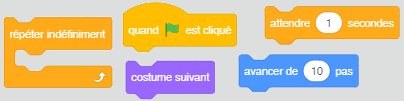 répéter indéfiniment
quand est cliqué
attendre 1 secondes
costume suivant
avancer de 10 pas